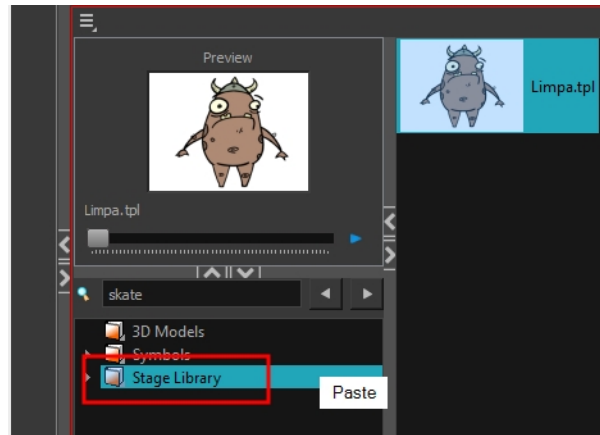 Preview
Limpa.tpl
Limpa.tpl
skate
3D Models
Symbols
Stage Library
Paste